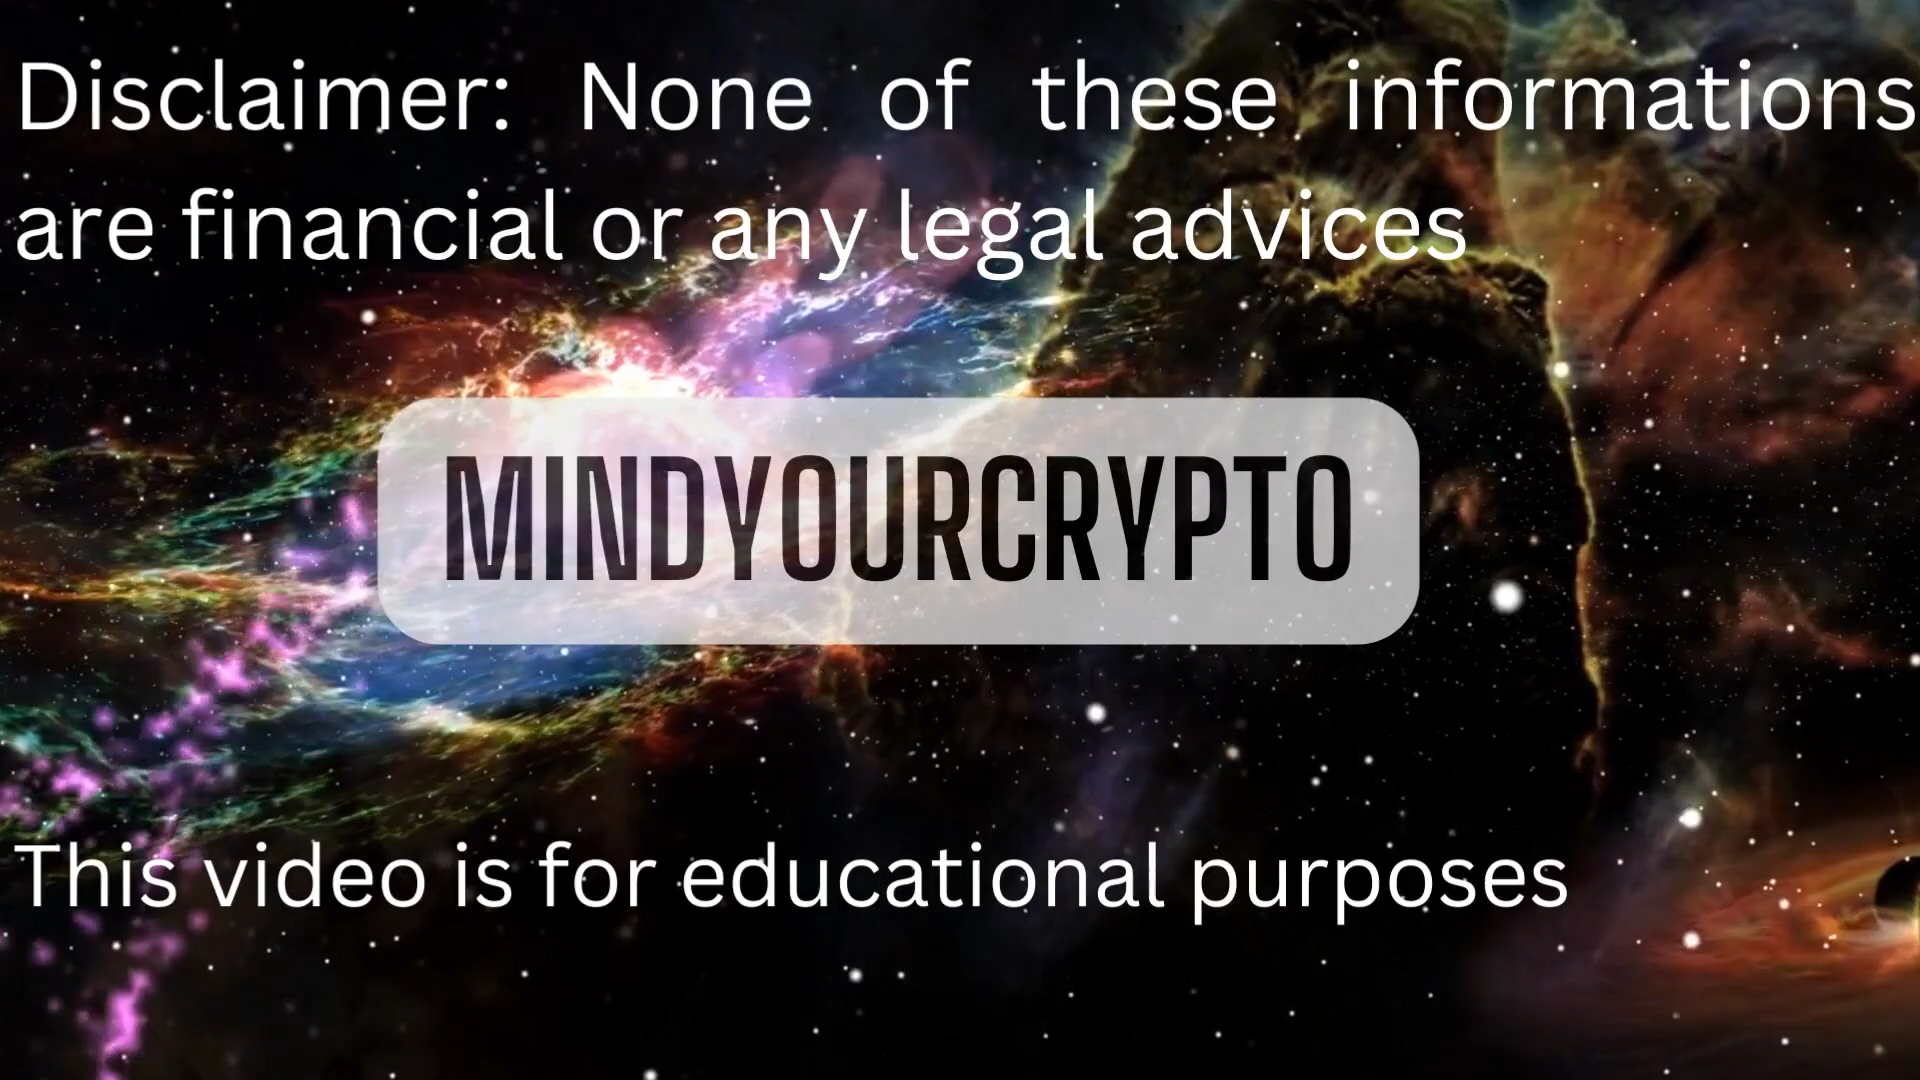 Disclaimer: None of these informations
are financial or any legal advices
MINDYOURCRYPTO
This video is for educational purposes